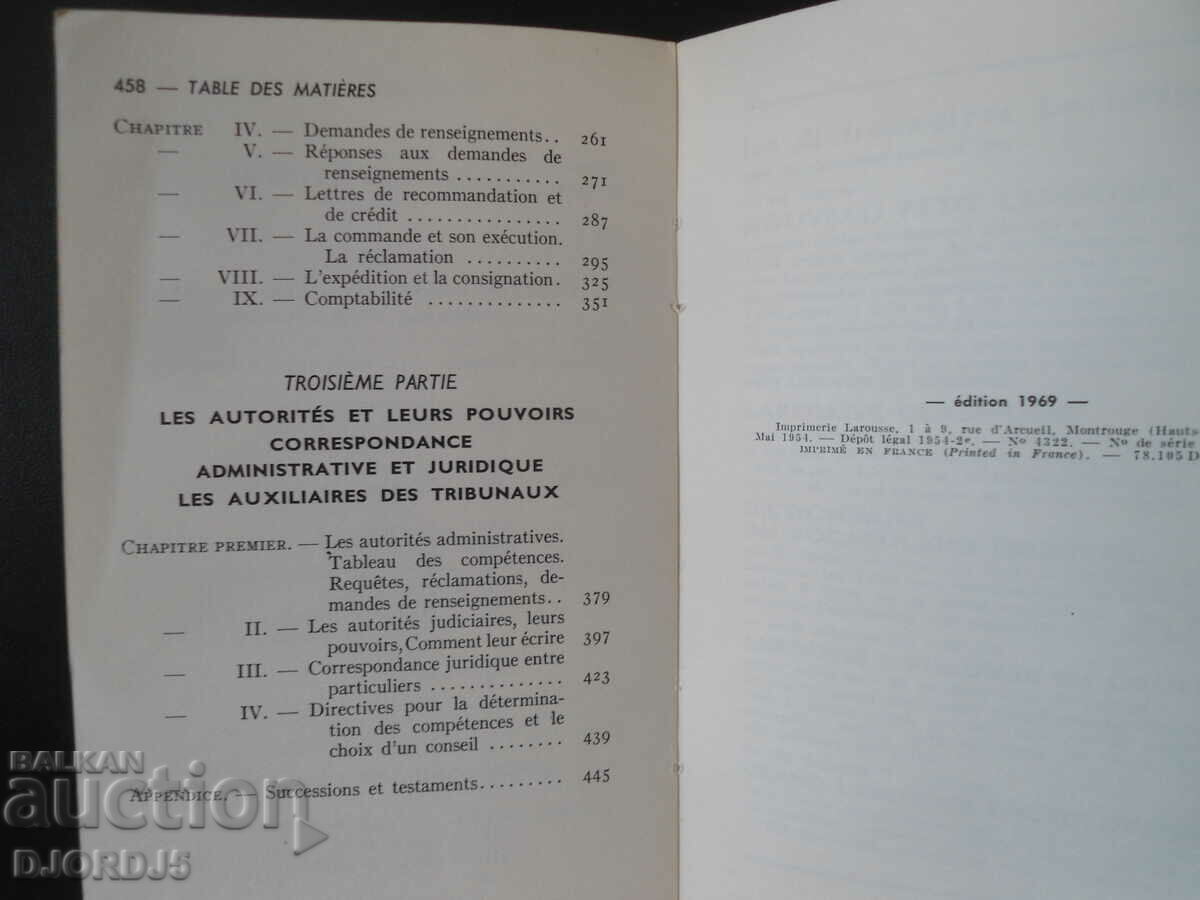 458 — TABLE DES MATIÈRES
CHAPITRE IV. — Demandes de renseignements.. 261
— V. — Réponses aux demandes de
renseignements ........... 271
— VI. — Lettres de recommandation et
de crédit ................ 287
— VII. — La commande et son exécution.
La réclamation .......... 295
— VIII. — L'expédition et la consignation. 325
— IX. — Comptabilité .............. 351
TROISIÈME PARTIE
LES AUTORITÉS ET LEURS POUVOIRS
CORRESPONDANCE
ADMINISTRATIVE ET JURIDIQUE
LES AUXILIAIRES DES TRIBUNAUX
CHAPITRE PREMIER. — Les autorités administratives.
Tableau des compétences.
Requêtes, réclamations, de-
mandes de renseignements.. 379
— II. — Les autorités judiciaires, leurs
pouvoirs, Comment leur écrire 397
— III. — Correspondance juridique entre
particuliers .............. 423
— IV. — Directives pour la détermina-
tion des compétences et le
choix d'un conseil ........ 439
APPENDICE. — Successions et testaments......... 445
— édition 1969 —
Imprimerie Larousse, 1 à 9, rue d'Arcueil, Montrouge (Hauts-
Mai 1954. — Dépôt légal 1954-2e. — No 4322. — No de série
IMPRIMÉ EN FRANCE (Printed in France). — 78.105 D
BALKAN
auction
DJORDJ5